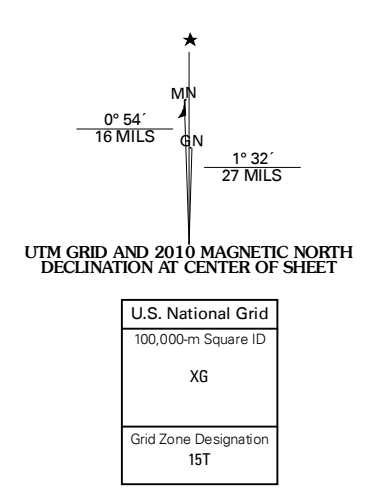 MN
0° 54´
16 MILS
GN
1° 32´
27 MILS
UTM GRID AND 2010 MAGNETIC NORTH
DECLINATION AT CENTER OF SHEET
U.S. National Grid
100,000-m Square ID
XG
Grid Zone Designation
15T